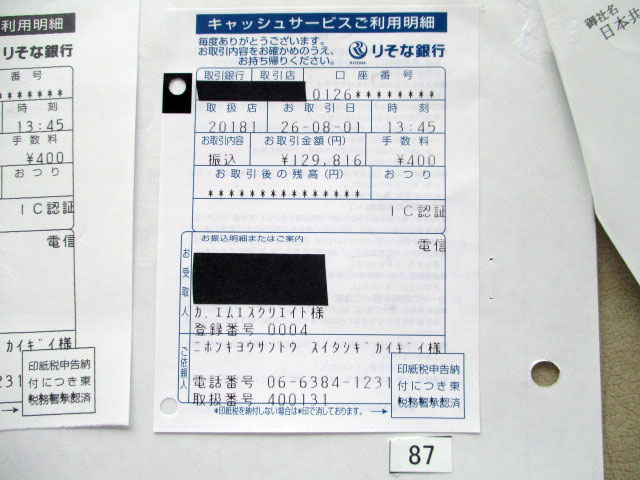 利用明細
りそな銀行
番号
*******
時刻
13:45
手数料
¥400
おつり
IC認証
電信
カイギイ様
1231
印紙税申告納
付につき東
税務署承認済
キャッシュサービスご利用明細
毎度ありがとうございます。
お取引内容をお確かめのうえ、
お持ち帰りください。
RESONA
りそな銀行
取引銀行 取引店 口座番号
0126********
取扱店 お取引日 時刻
20181 26-08-01 13:45
お取引内容 お取引金額(円) 手数料
振込 ¥129,816 ¥400
お取引後の残高(円) おつり
***************
IC認証
お振込明細またはご案内 電信
お受取人
カ.エムエスクリエイト様
登録番号 0004
ご依頼人
ニホンキヨウサントウ スイタシギカイギイ様
電話番号 06-6384-1231
取扱番号 400131
印紙税申告納
付につき東
税務署承認済
*印紙税を納付しない場合は*印で消しております。→
87
御社名
日本共